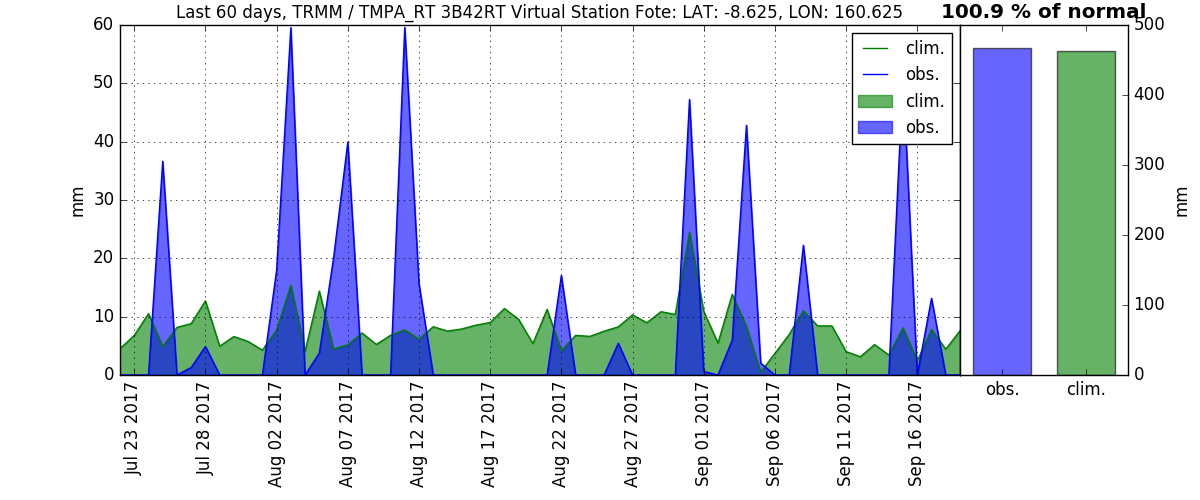 Last 60 days, TRMM / TMPA_RT 3B42RT Virtual Station Fote: LAT: -8.625, LON: 160.625
100.9 % of normal
60
50
40
30
20
10
0
mm
clim.
obs.
clim.
obs.
500
400
300
200
100
0
mm
Jul 23 2017
Jul 28 2017
Aug 02 2017
Aug 07 2017
Aug 12 2017
Aug 17 2017
Aug 22 2017
Aug 27 2017
Sep 01 2017
Sep 06 2017
Sep 11 2017
Sep 16 2017
obs.
clim.